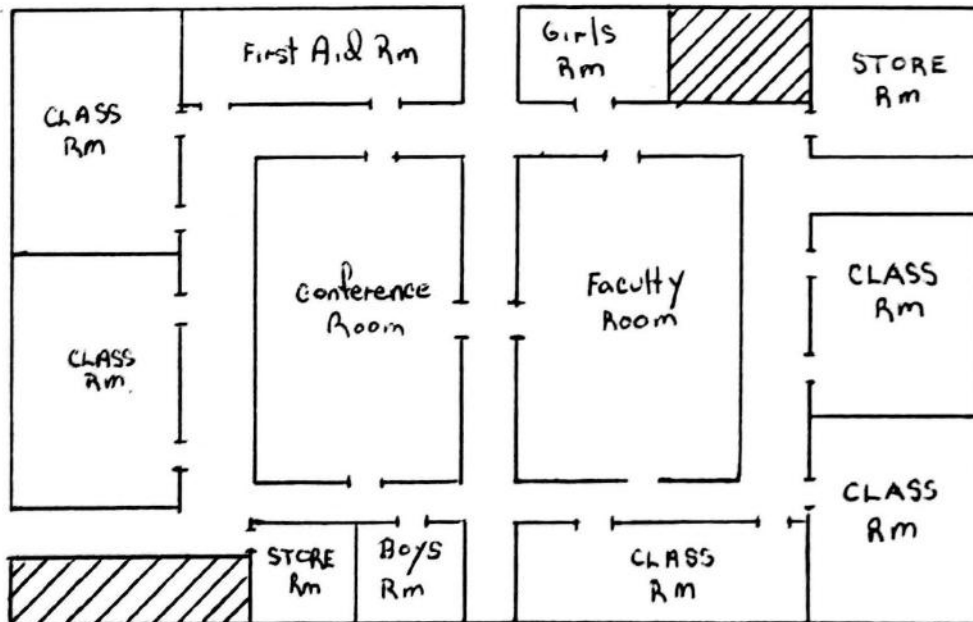 First Aid Rm
Girls
Rm
STORE
Rm
CLASS
Rm
Conference
Room
Faculty
Room
CLASS
Rm
CLASS
Rm.
CLASS
Rm
STORE
Rm
Boys
Rm
CLASS
Rm